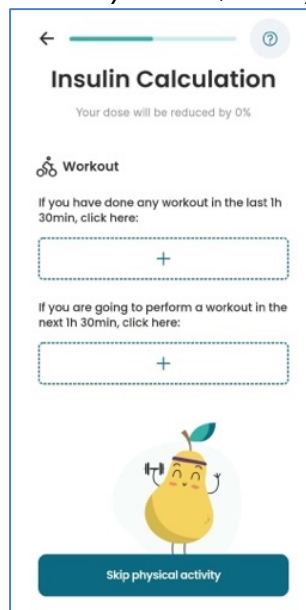 Insulin Calculation
Your dose will be reduced by 0%
Workout
If you have done any workout in the last 1h
30min, click here:
+
If you are going to perform a workout in the
next 1h 30min, click here:
+
Skip physical activity